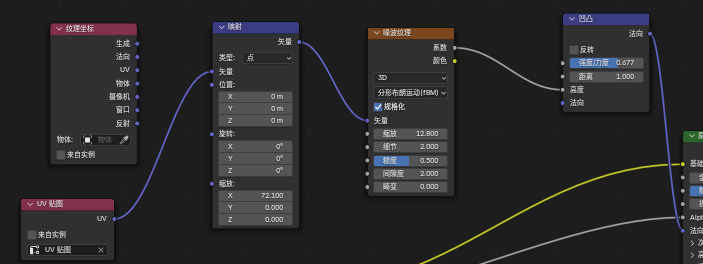 纹理坐标
生成
法向
UV
物体
摄像机
窗口
反射
物体:
物体
来自实例
UV 贴图
UV
来自实例
UV 贴图
映射
矢量
类型: 点
矢量
位置:
X 0 m
Y 0 m
Z 0 m
旋转:
X 0°
Y 0°
Z 0°
缩放:
X 72.100
Y 0.000
Z 0.000
噪波纹理
系数
颜色
3D
分形布朗运动(fBM)
规格化
矢量
缩放 12.800
细节 2.000
糙度 0.500
间隙度 2.000
畸变 0.000
凹凸
法向
反转
强度/力度 0.677
距离 1.000
高度
法向
基础
Alph
法向